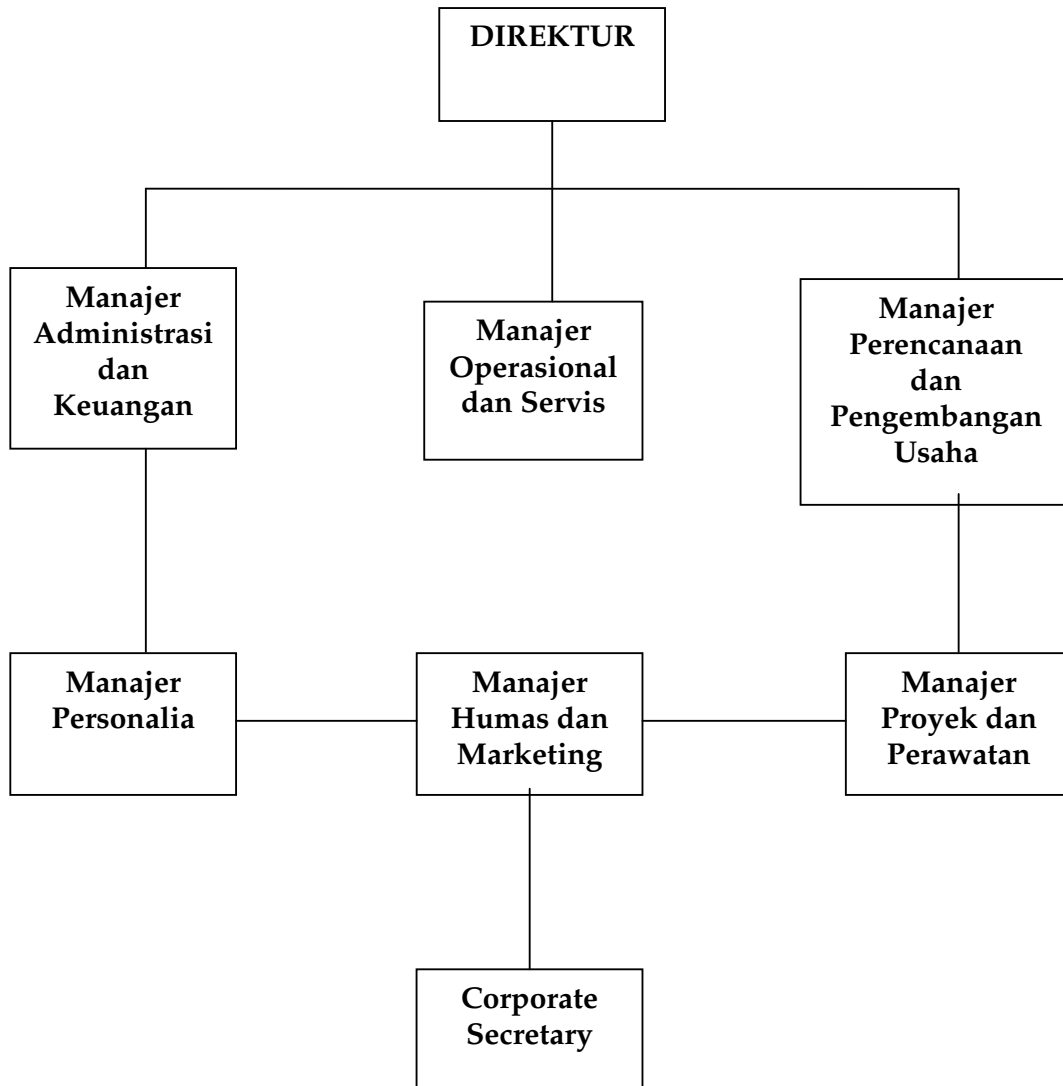 DIREKTUR
Manajer
Administrasi
dan
Keuangan
Manajer
Operasional
dan Servis
Manajer
Perencanaan
dan
Pengembangan
Usaha
Manajer
Personalia
Manajer
Humas dan
Marketing
Manajer
Proyek dan
Perawatan
Corporate
Secretary